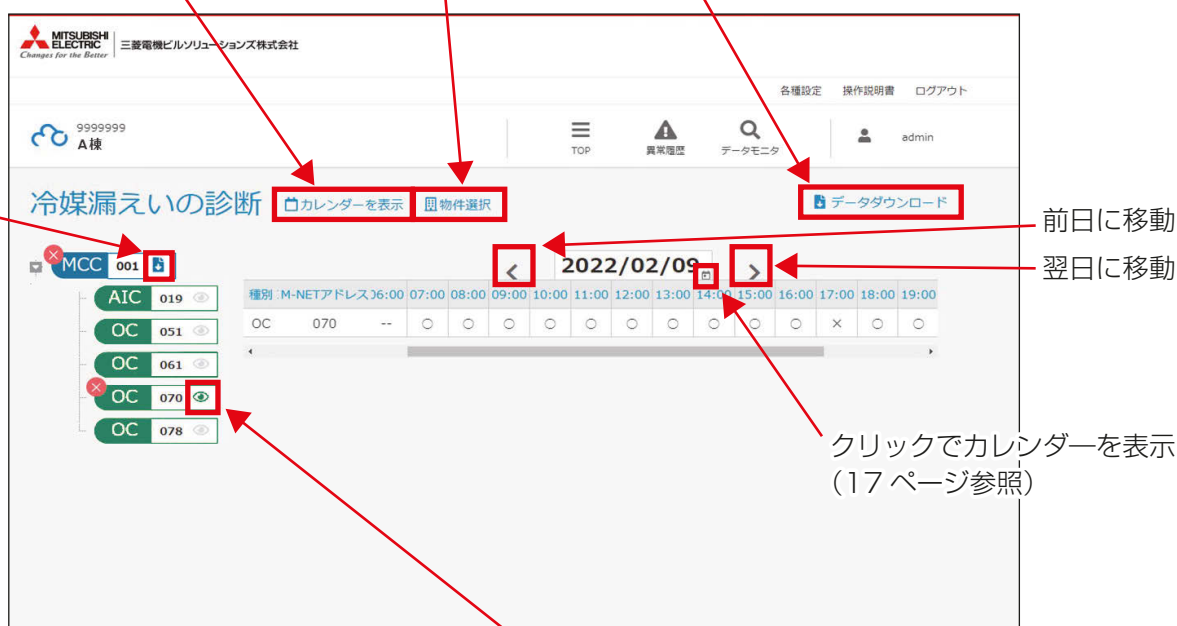 MITSUBISHI
ELECTRIC
Changes for the Better
三菱電機ビルソリューションズ株式会社
各種設定 操作説明書 ログアウト
9999999
A棟
TOP 異常履歴 データモニタ admin
冷媒漏えいの診断 カレンダーを表示 物件選択 データダウンロード
前日に移動
MCC 001 < 2022/02/09 > 翌日に移動
種別 M-NETアドレス 06:00 07:00 08:00 09:00 10:00 11:00 12:00 13:00 14:00 15:00 16:00 17:00 18:00 19:00
OC 070 -- ○ ○ ○ ○ ○ ○ ○ ○ ○ ○ × ○ ○
AIC 019
OC 051
OC 061
OC 070
OC 078
クリックでカレンダーを表示
(17 ページ参照)